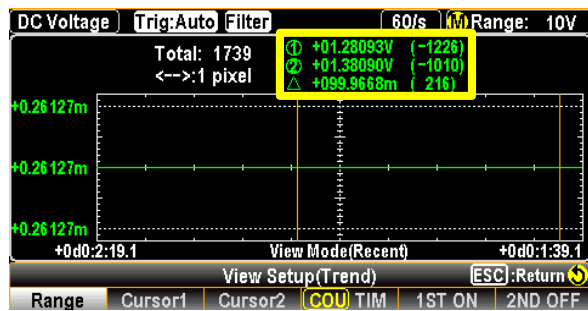 DC Voltage Trig:Auto Filter 60/s M Range: 10V
Total: 1739
<-->:1 pixel
① +01.28093V (-1226)
② +01.38090V (-1010)
△ +099.9668m ( 216)
+0.26127m
+0.26127m
+0.26127m
+0d0:2:19.1 View Mode(Recent) +0d0:1:39.1
View Setup(Trend) ESC :Return
Range Cursor1 Cursor2 COU TIM 1ST ON 2ND OFF